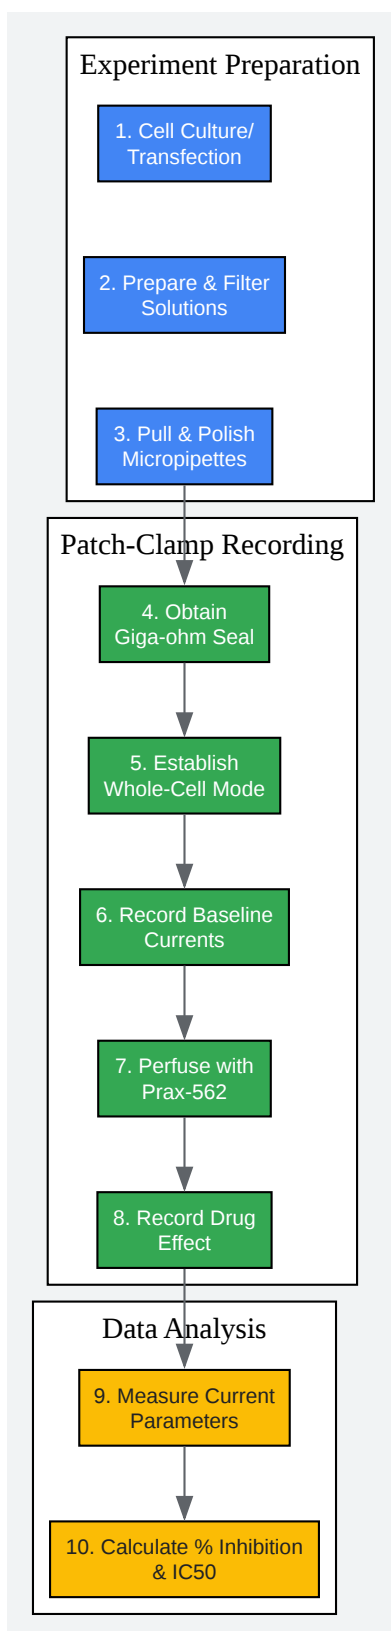 Experiment Preparation
1. Cell Culture/
Transfection
2. Prepare & Filter
Solutions
3. Pull & Polish
Micropipettes
Patch-Clamp Recording
4. Obtain
Giga-ohm Seal
5. Establish
Whole-Cell Mode
6. Record Baseline
Currents
7. Perfuse with
Prax-562
8. Record Drug
Effect
Data Analysis
9. Measure Current
Parameters
10. Calculate % Inhibition
& IC50